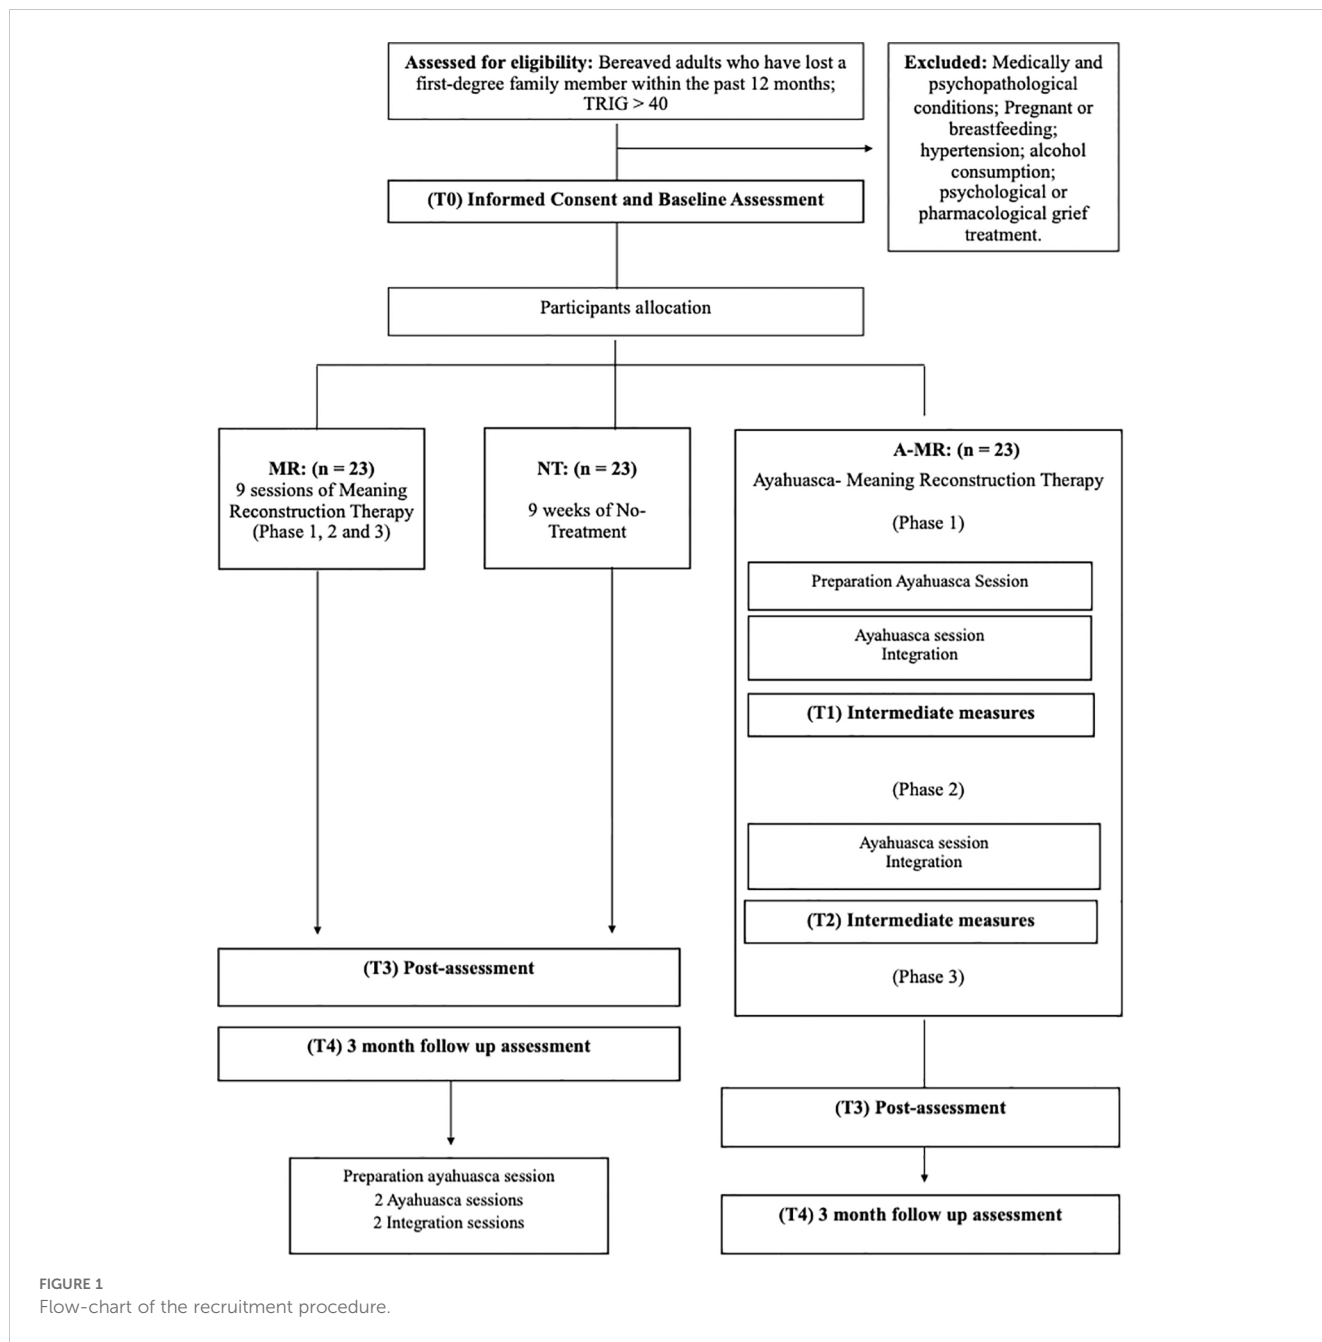 Assessed for eligibility: Bereaved adults who have lost a
first-degree family member within the past 12 months;
TRIG > 40
Excluded: Medically and
psychopathological
conditions; Pregnant or
breastfeeding;
hypertension; alcohol
consumption;
psychological or
pharmacological grief
treatment.
(T0) Informed Consent and Baseline Assessment
Participants allocation
MR: (n = 23)
9 sessions of Meaning
Reconstruction Therapy
(Phase 1, 2 and 3)
NT: (n = 23)
9 weeks of No-
Treatment
A-MR: (n = 23)
Ayahuasca- Meaning Reconstruction Therapy
(Phase 1)
Preparation Ayahuasca Session
Ayahuasca session
Integration
(T1) Intermediate measures
(Phase 2)
Ayahuasca session
Integration
(T2) Intermediate measures
(Phase 3)
(T3) Post-assessment
(T4) 3 month follow up assessment
Preparation ayahuasca session
2 Ayahuasca sessions
2 Integration sessions
(T3) Post-assessment
(T4) 3 month follow up assessment
FIGURE 1
Flow-chart of the recruitment procedure.